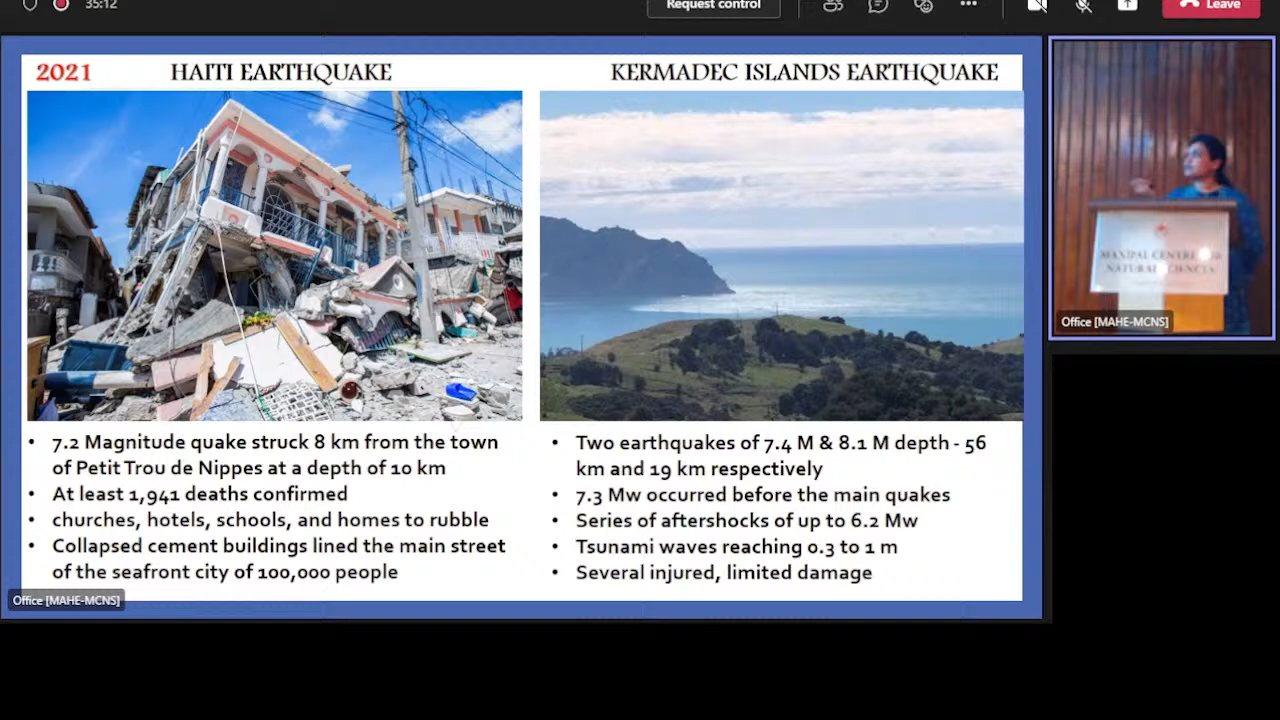 35:12
Request control
Leave
2021
HAITI EARTHQUAKE
KERMADEC ISLANDS EARTHQUAKE
• 7.2 Magnitude quake struck 8 km from the town
of Petit Trou de Nippes at a depth of 10 km
• At least 1,941 deaths confirmed
• churches, hotels, schools, and homes to rubble
• Collapsed cement buildings lined the main street
of the seafront city of 100,000 people
• Two earthquakes of 7.4 M & 8.1 M depth - 56
km and 19 km respectively
• 7.3 Mw occurred before the main quakes
• Series of aftershocks of up to 6.2 Mw
• Tsunami waves reaching 0.3 to 1 m
• Several injured, limited damage
Office [MAHE-MCNS]
MANIPAL CENTRE FOR
NATURAL SCIENCES
Office [MAHE-MCNS]